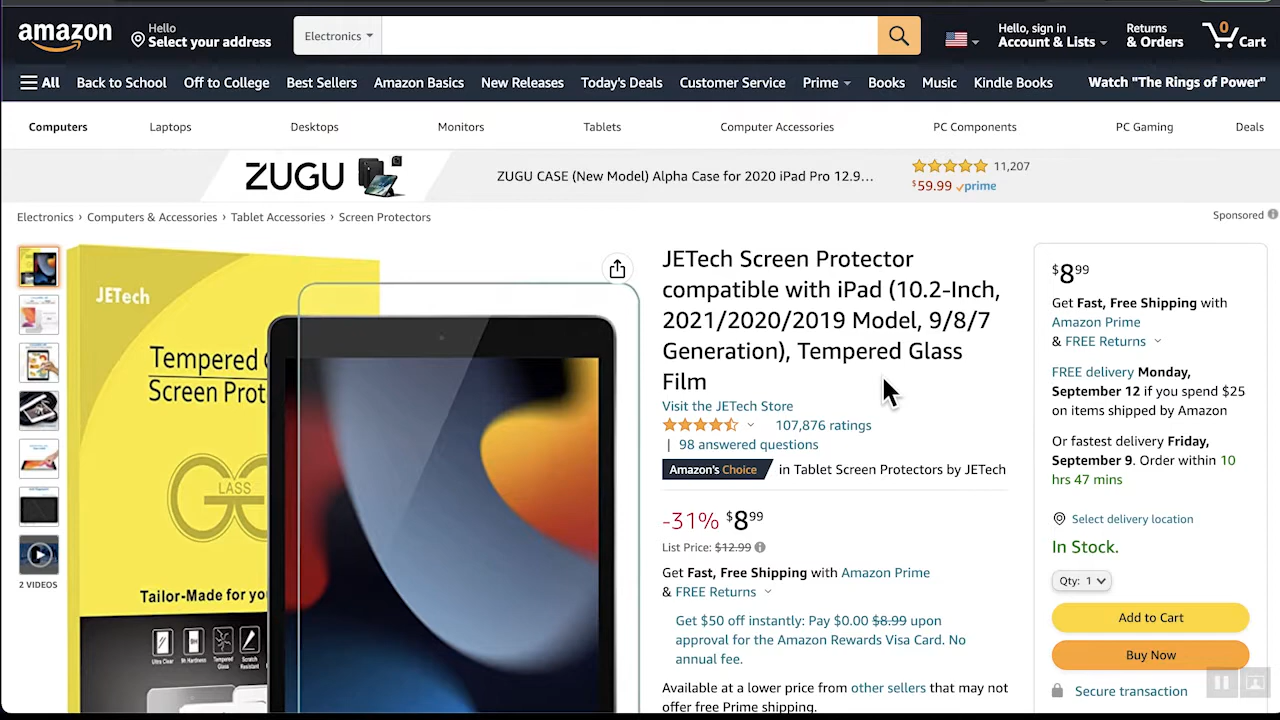 amazon
Hello
Select your address
Electronics
Hello, sign in
Account & Lists
Returns
& Orders
0
Cart
All
Back to School
Off to College
Best Sellers
Amazon Basics
New Releases
Today's Deals
Customer Service
Prime
Books
Music
Kindle Books
Watch "The Rings of Power"
Computers
Laptops
Desktops
Monitors
Tablets
Computer Accessories
PC Components
PC Gaming
Deals
ZUGU
ZUGU CASE (New Model) Alpha Case for 2020 iPad Pro 12.9…
11,207
$59.99 prime
Electronics › Computers & Accessories › Tablet Accessories › Screen Protectors
Sponsored
2 VIDEOS
JETech
Tempered G
Screen Prot
GLASS
G
Tailor-Made for you
Ultra Clear
9h Hardness
Tempered Glass
Scratch Resistant
JETech Screen Protector
compatible with iPad (10.2-Inch,
2021/2020/2019 Model, 9/8/7
Generation), Tempered Glass
Film
Visit the JETech Store
107,876 ratings
| 98 answered questions
Amazon's Choice in Tablet Screen Protectors by JETech
-31% $899
List Price: $12.99
Get Fast, Free Shipping with Amazon Prime
& FREE Returns
Get $50 off instantly: Pay $0.00 $8.99 upon
approval for the Amazon Rewards Visa Card. No
annual fee.
Available at a lower price from other sellers that may not
offer free Prime shipping.
$899
Get Fast, Free Shipping with
Amazon Prime
& FREE Returns
FREE delivery Monday,
September 12 if you spend $25
on items shipped by Amazon
Or fastest delivery Friday,
September 9. Order within 10
hrs 47 mins
Select delivery location
In Stock.
Qty: 1
Add to Cart
Buy Now
Secure transaction